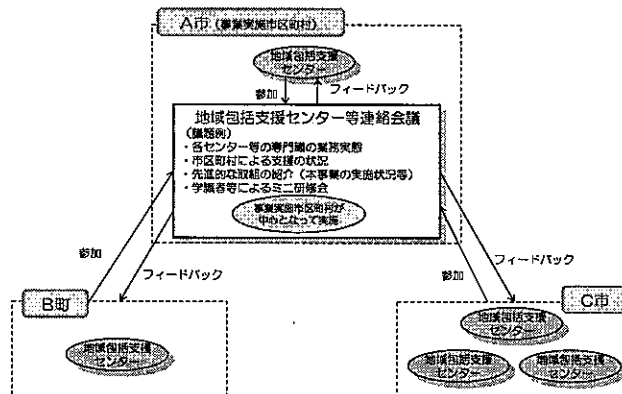 A市(事業実施市区町村)
地域包括支援
センター
参加
フィードバック
地域包括支援センター等連絡会議
(議題例)
・各センター等の専門職の業務実態
・市区町村による支援の状況
・先進的な取組の紹介(本事業の実施状況等)
・学識者等によるミニ研修会
事業実施市区町村が
中心となって実施
参加
フィードバック
参加
フィードバック
B町
地域包括支援
センター
C市
地域包括支援
センター
地域包括支援
センター
地域包括支援
センター